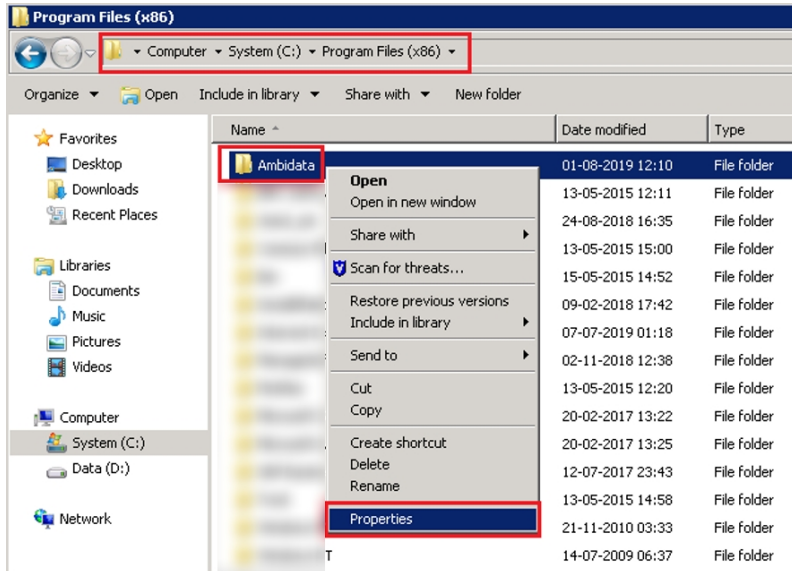 Program Files (x86)
Computer System (C:) Program Files (x86)
Organize Open Include in library Share with New folder
Name Date modified Type
Favorites
Desktop
Downloads
Recent Places
Libraries
Documents
Music
Pictures
Videos
Computer
System (C:)
Data (D:)
Network
Ambidata 01-08-2019 12:10 File folder
13-05-2015 12:11 File folder
24-08-2018 16:35 File folder
13-05-2015 15:00 File folder
15-05-2015 14:52 File folder
09-02-2018 17:42 File folder
07-07-2019 01:18 File folder
02-11-2018 12:38 File folder
13-05-2015 12:20 File folder
20-02-2017 13:22 File folder
20-02-2017 13:25 File folder
12-07-2017 23:43 File folder
13-05-2015 14:58 File folder
21-11-2010 03:33 File folder
T 14-07-2009 06:37 File folder
Open
Open in new window
Share with
Scan for threats...
Restore previous versions
Include in library
Send to
Cut
Copy
Create shortcut
Delete
Rename
Properties